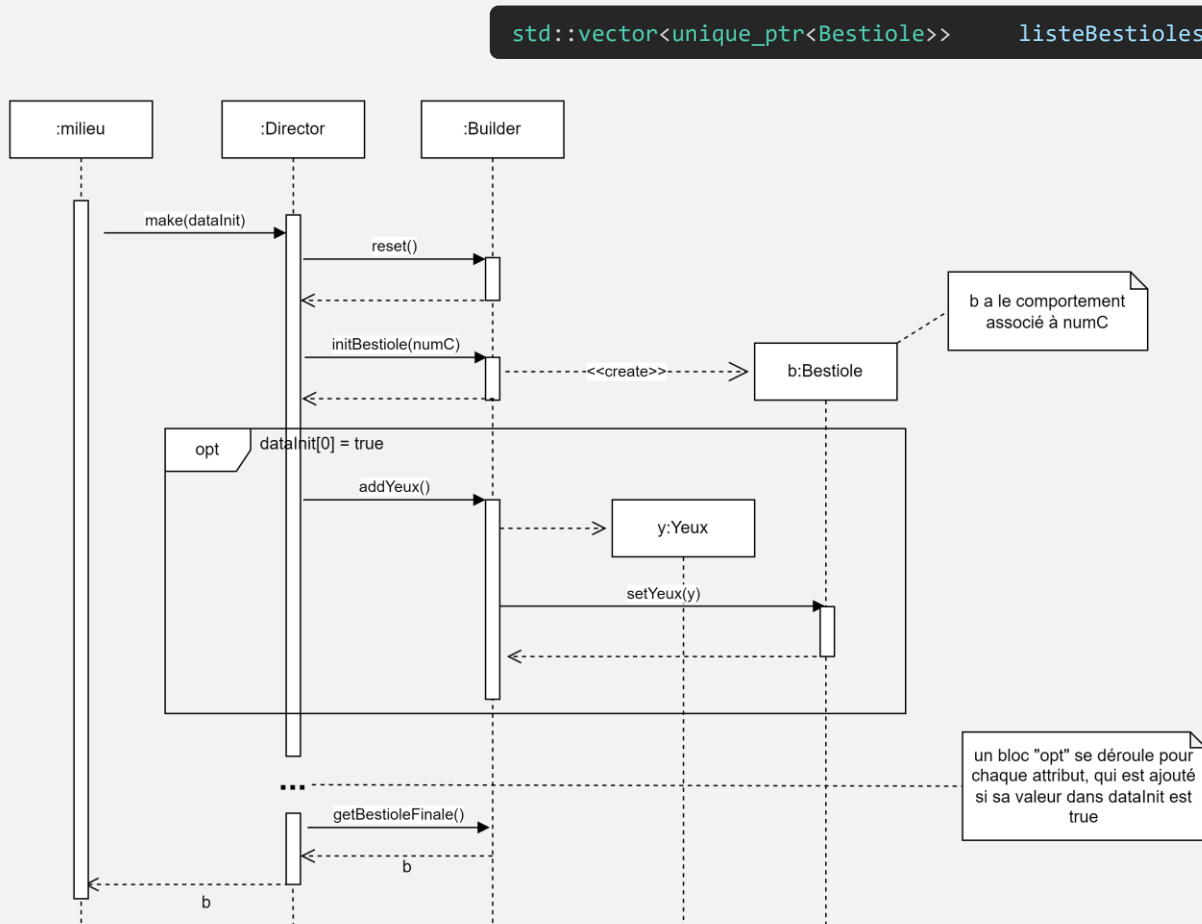 std::vector<unique_ptr<Bestiole>> listeBestioles
:milieu
:Director
:Builder
make(dataInit)
reset()
b a le comportement
associé à numC
initBestiole(numC)
<<create>>
b:Bestiole
opt
dataInit[0] = true
addYeux()
y:Yeux
setYeux(y)
un bloc "opt" se déroule pour
chaque attribut, qui est ajouté
si sa valeur dans dataInit est
true
...
getBestioleFinale()
b
b